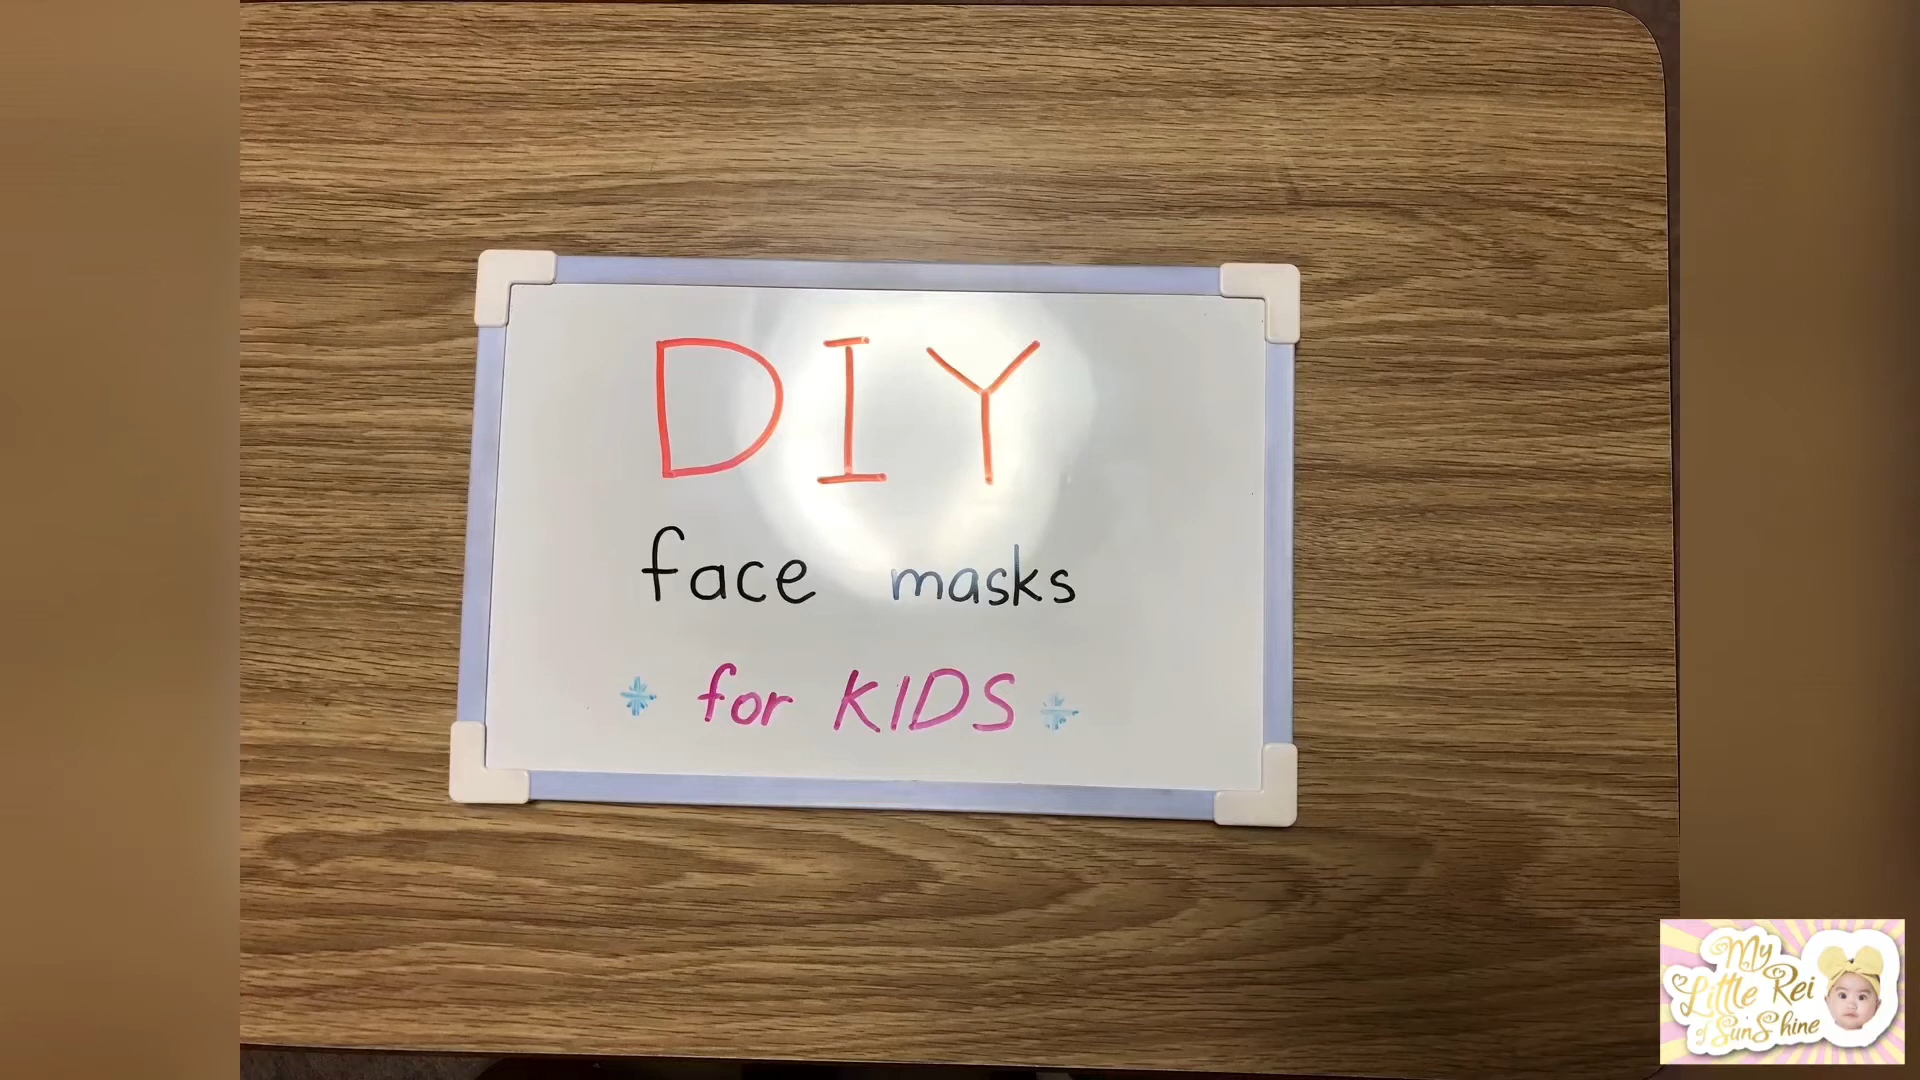 DIY
face masks
for KIDS
My
Little Rei
of SunShine